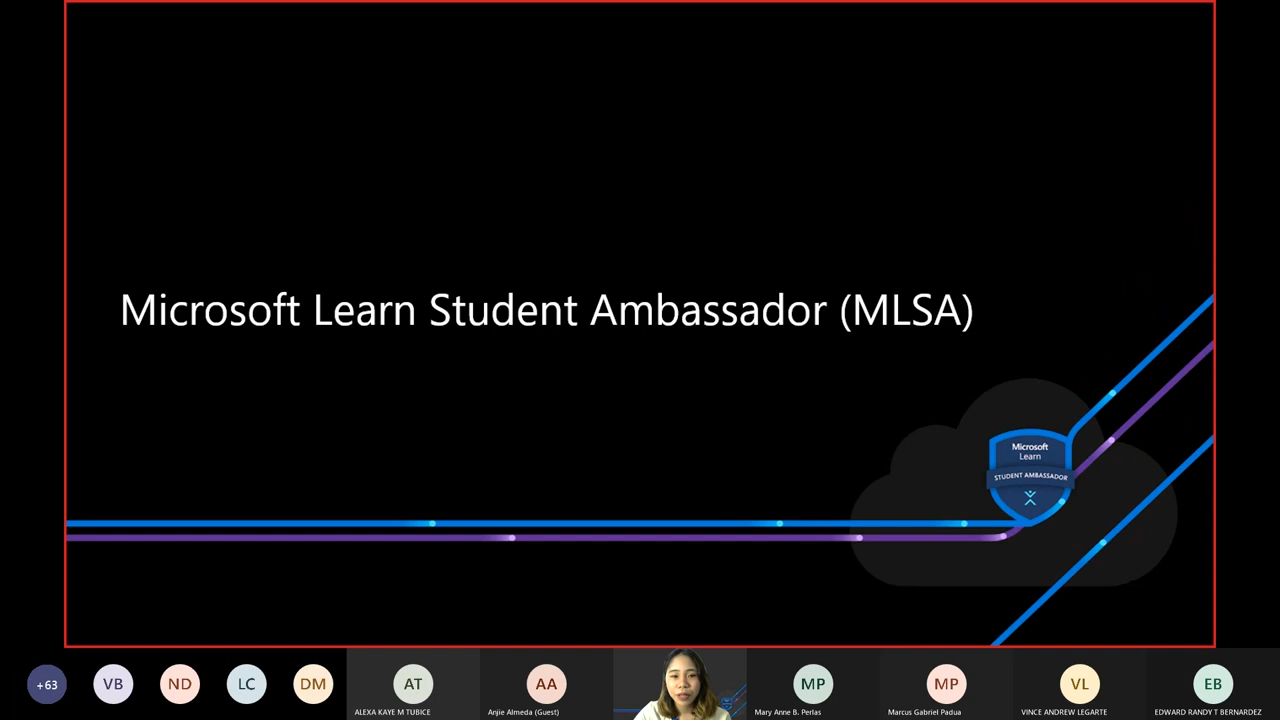 Microsoft Learn Student Ambassador (MLSA)
Microsoft
Learn
STUDENT AMBASSADOR
+63
VB
ND
LC
DM
AT
AA
MP
MP
VL
EB
ALEXA KAYE M TUBICE
Anjie Almeda (Guest)
Mary Anne B. Perlas
Marcus Gabriel Padua
VINCE ANDREW LEGARTE
EDWARD RANDY T BERNARDEZ